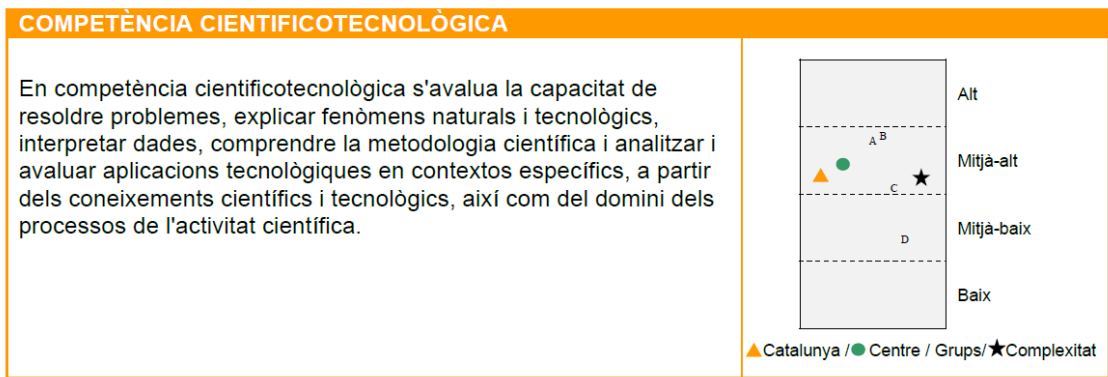 COMPETÈNCIA CIENTIFICOTECNOLÒGICA
En competència cientificotecnològica s'avalua la capacitat de
resoldre problemes, explicar fenòmens naturals i tecnològics,
interpretar dades, comprendre la metodologia científica i analitzar i
avaluar aplicacions tecnològiques en contextos específics, a partir
dels coneixements científics i tecnològics, així com del domini dels
processos de l'activitat científica.
Alt
A B
Mitjà-alt
C
Mitjà-baix
D
Baix
Catalunya / Centre / Grups/ Complexitat